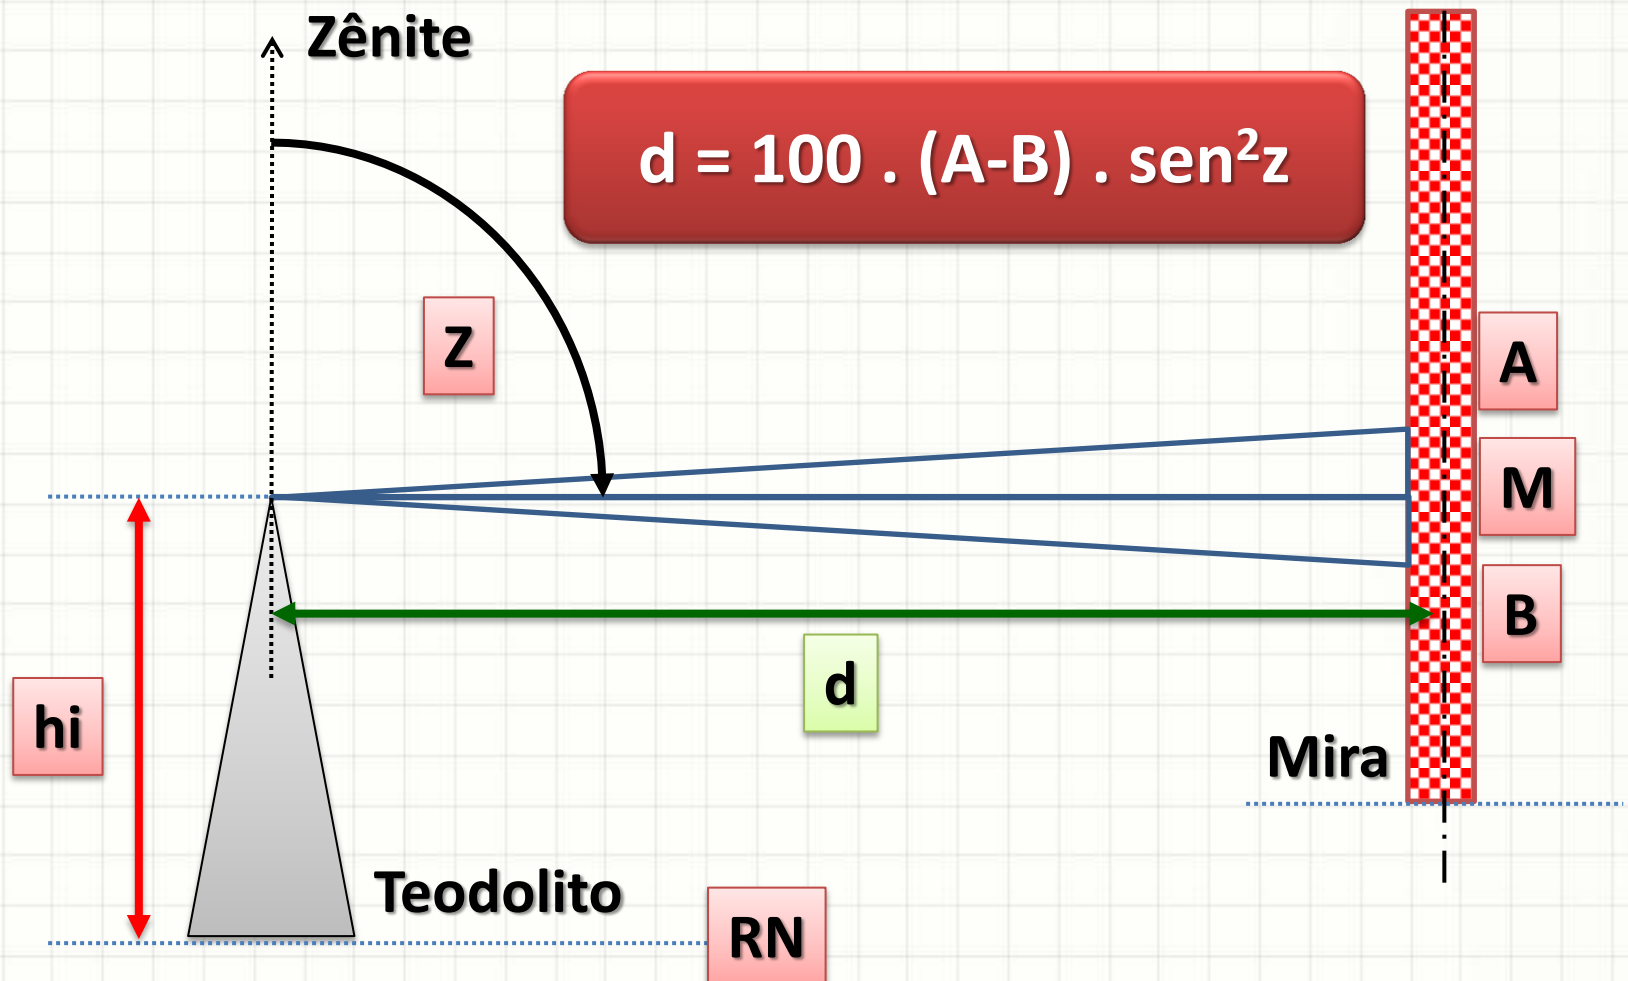 Zênite
d = 100 . (A-B) . sen²z
Z
A
M
B
d
hi
Mira
Teodolito
RN